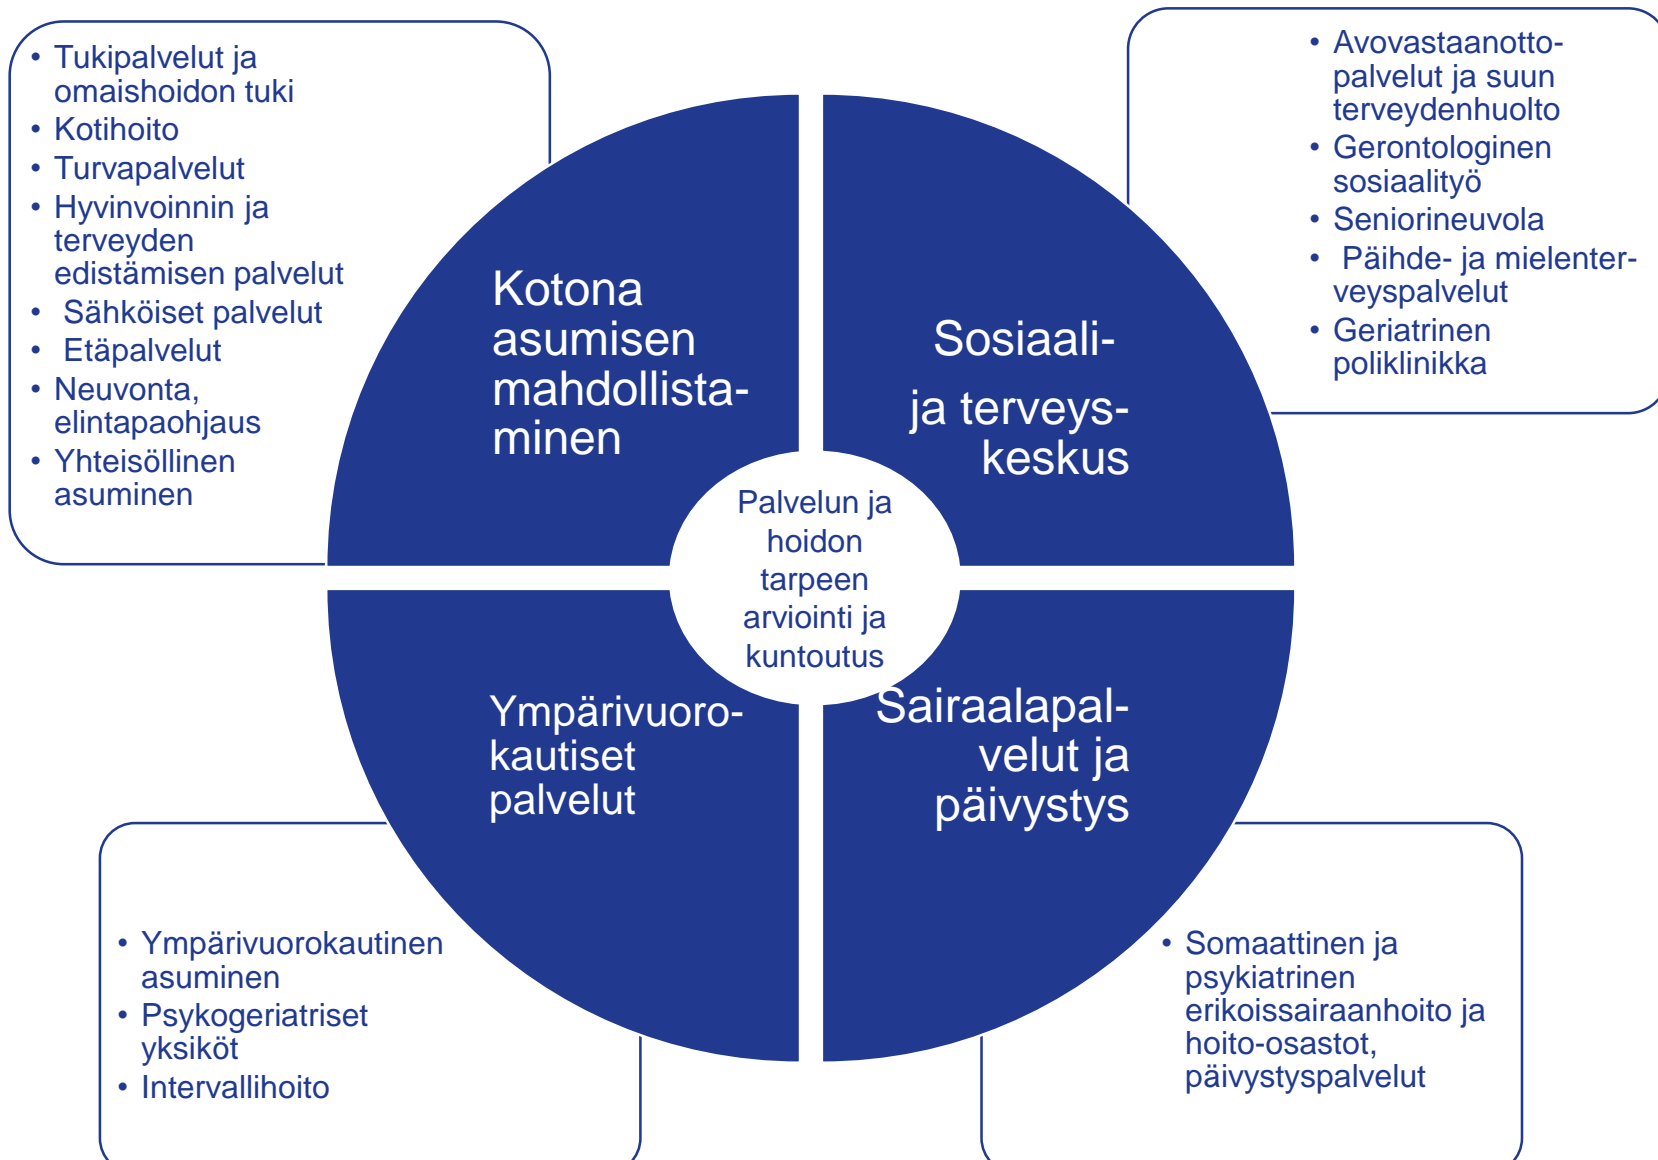 • Tukipalvelut ja
omaishoidon tuki
• Kotihoito
• Turvapalvelut
• Hyvinvoinnin ja
terveyden
edistämisen palvelut
• Sähköiset palvelut
• Etäpalvelut
• Neuvonta,
elintapaohjaus
• Yhteisöllinen
asuminen
Kotona
asumisen
mahdollista-
minen
• Avovastaanotto-
palvelut ja suun
terveydenhuolto
• Gerontologinen
sosiaalityö
• Seniorineuvola
• Päihde- ja mielenter-
veyspalvelut
• Geriatrinen
poliklinikka
Sosiaali-
ja terveys-
keskus
Palvelun ja
hoidon
tarpeen
arviointi ja
kuntoutus
Ympärivuoro-
kautiset
palvelut
• Ympärivuorokautinen
asuminen
• Psykogeriatriset
yksiköt
• Intervallihoito
Sairaalapal-
velut ja
päivystys
• Somaattinen ja
psykiatrinen
erikoissairaanhoito ja
hoito-osastot,
päivystyspalvelut